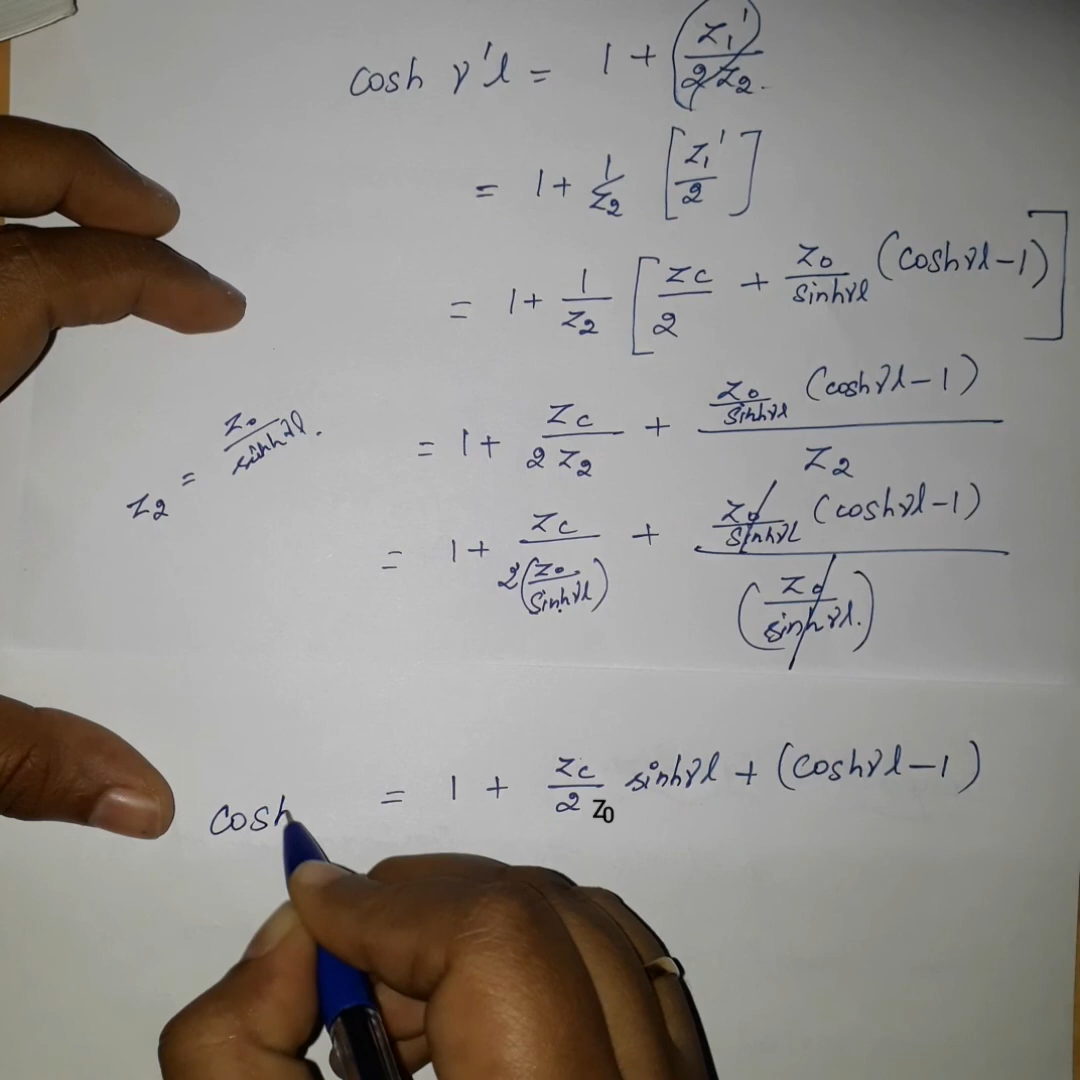 cosh γ'l = 1 + (Z₁'/2Z₂)
= 1 + 1/Z₂ [Z₁'/2]
= 1 + 1/Z₂ [Zc/2 + Z₀/sinhγl (coshγl - 1)]
= 1 + Zc/2Z₂ + Z₀/sinhγl (coshγl - 1)/Z₂
Z₂ = Z₀/sinhγl.
= 1 + Zc/2(Z₀/sinhγl) + Z₀/sinhγl (coshγl - 1)/(Z₀/sinhγl.)
cosh = 1 + Zc/2Z₀ sinhγl + (coshγl - 1)